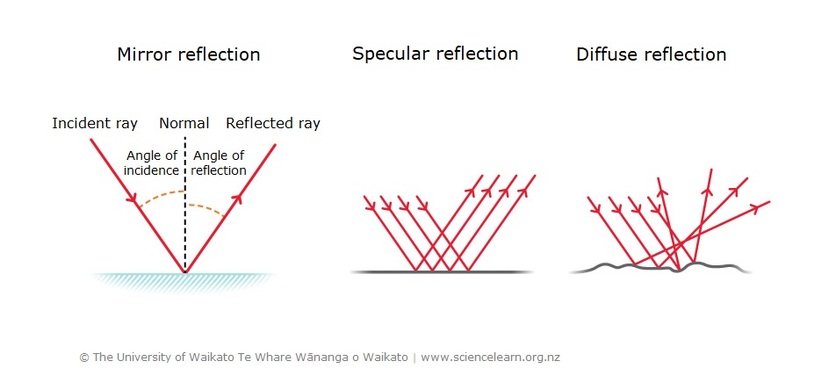 Mirror reflection
Specular reflection
Diffuse reflection
Incident ray
Normal
Reflected ray
Angle of
incidence
Angle of
reflection
© The University of Waikato Te Whare Wānanga o Waikato | www.sciencelearn.org.nz